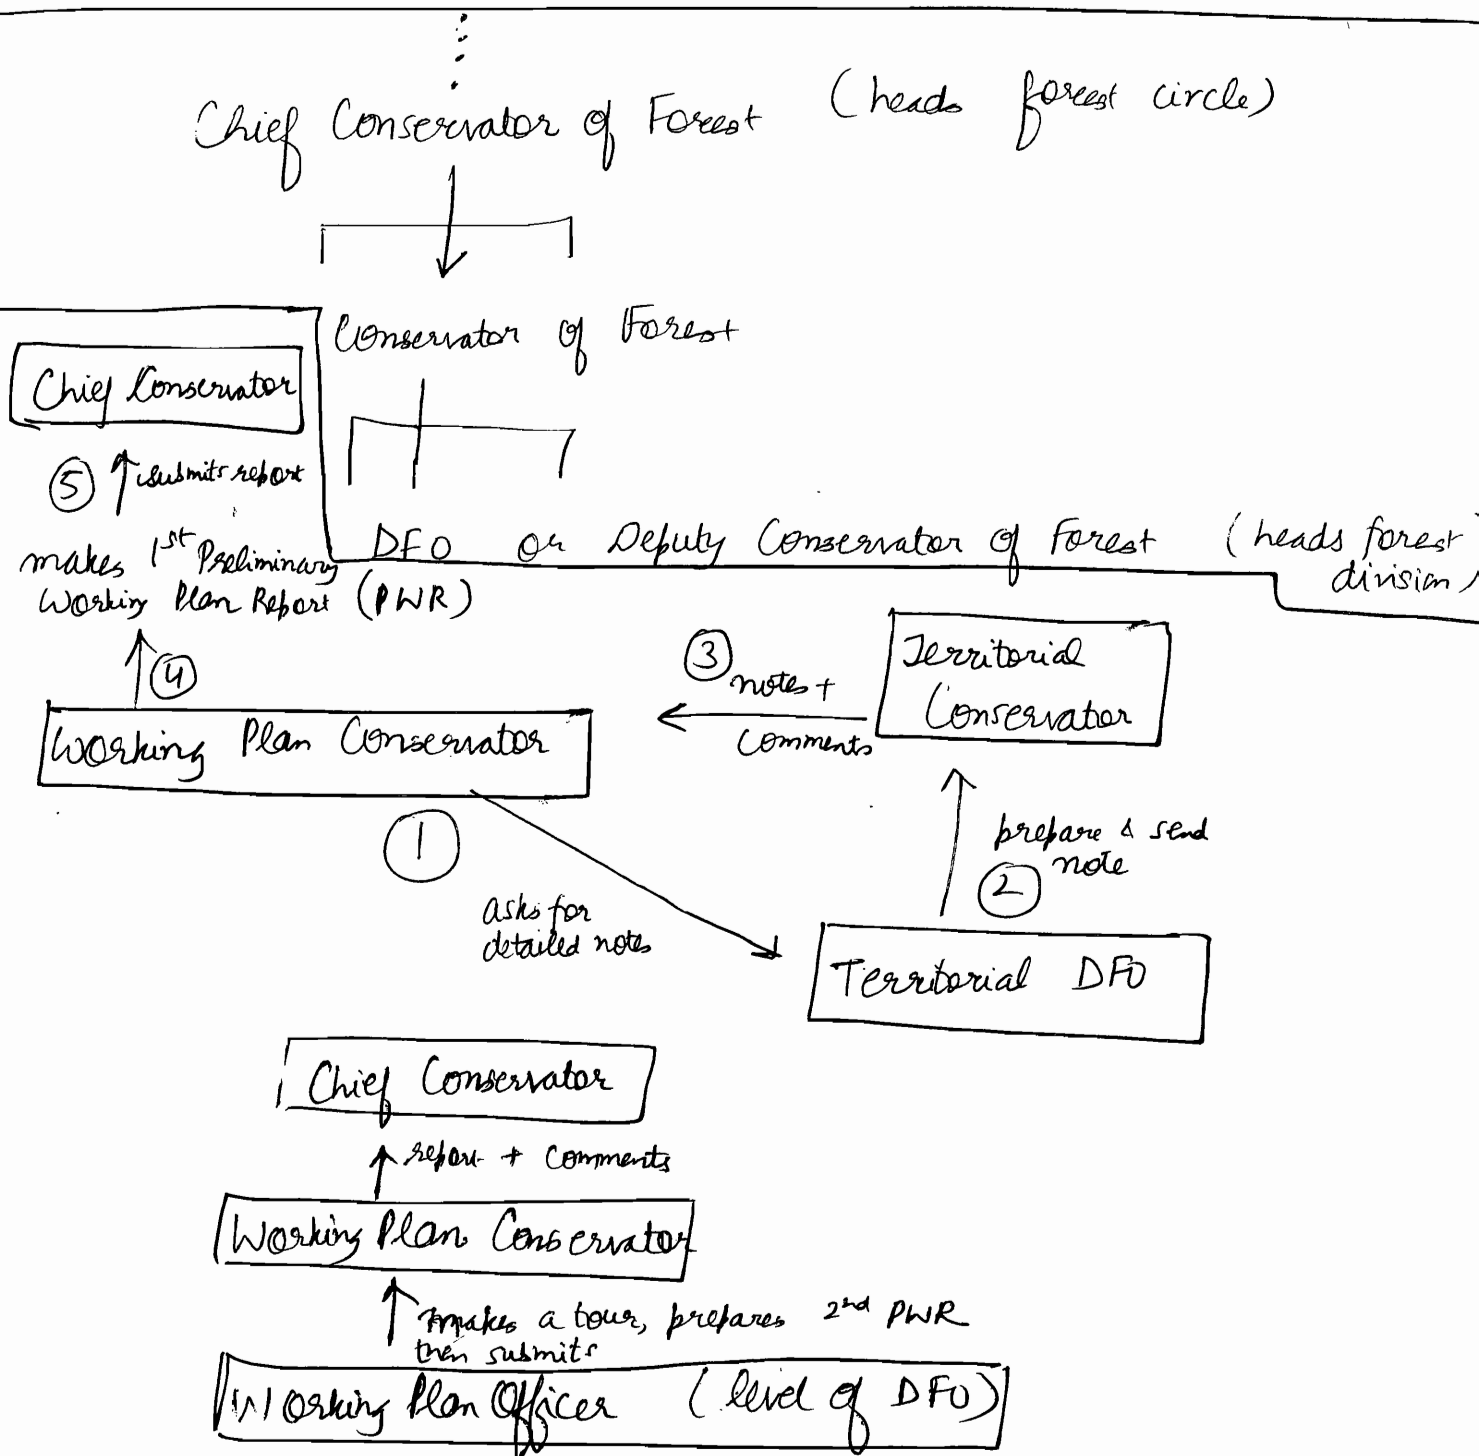 Chief Conservator of Forest (heads forest circle)
Conservator of Forest
Chief Conservator
⑤ submits report
DFO or Deputy Conservator of Forest (heads forest
division)
makes 1st Preliminary
Working Plan Report (PWR)
④
Working Plan Conservator
③ notes +
comments
Territorial
Conservator
①
asks for
detailed notes
prepare & send
note
②
Territorial DFO
Chief Conservator
report + comments
Working Plan Conservator
makes a tour, prepares 2nd PWR
then submits
Working Plan Officer (level of DFO)